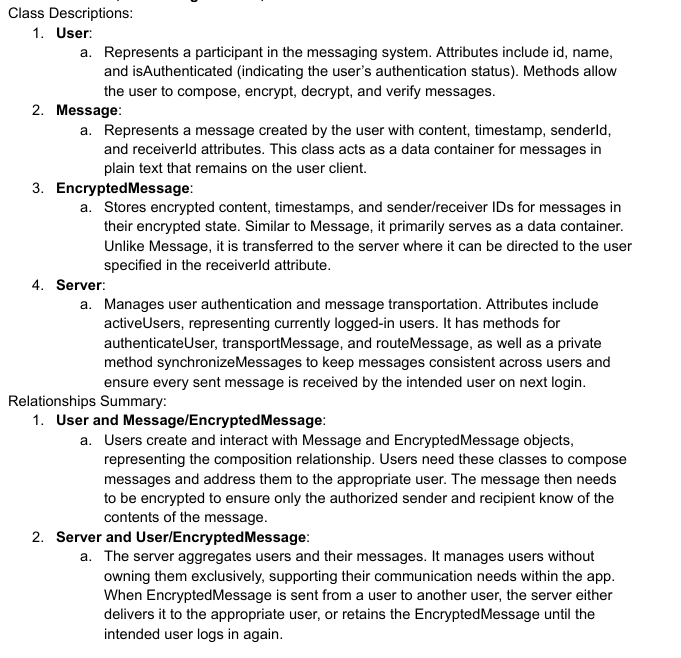 Class Descriptions:
1. User:
a. Represents a participant in the messaging system. Attributes include id, name,
and isAuthenticated (indicating the user’s authentication status). Methods allow
the user to compose, encrypt, decrypt, and verify messages.
2. Message:
a. Represents a message created by the user with content, timestamp, senderId,
and receiverId attributes. This class acts as a data container for messages in
plain text that remains on the user client.
3. EncryptedMessage:
a. Stores encrypted content, timestamps, and sender/receiver IDs for messages in
their encrypted state. Similar to Message, it primarily serves as a data container.
Unlike Message, it is transferred to the server where it can be directed to the user
specified in the receiverId attribute.
4. Server:
a. Manages user authentication and message transportation. Attributes include
activeUsers, representing currently logged-in users. It has methods for
authenticateUser, transportMessage, and routeMessage, as well as a private
method synchronizeMessages to keep messages consistent across users and
ensure every sent message is received by the intended user on next login.
Relationships Summary:
1. User and Message/EncryptedMessage:
a. Users create and interact with Message and EncryptedMessage objects,
representing the composition relationship. Users need these classes to compose
messages and address them to the appropriate user. The message then needs
to be encrypted to ensure only the authorized sender and recipient know of the
contents of the message.
2. Server and User/EncryptedMessage:
a. The server aggregates users and their messages. It manages users without
owning them exclusively, supporting their communication needs within the app.
When EncryptedMessage is sent from a user to another user, the server either
delivers it to the appropriate user, or retains the EncryptedMessage until the
intended user logs in again.